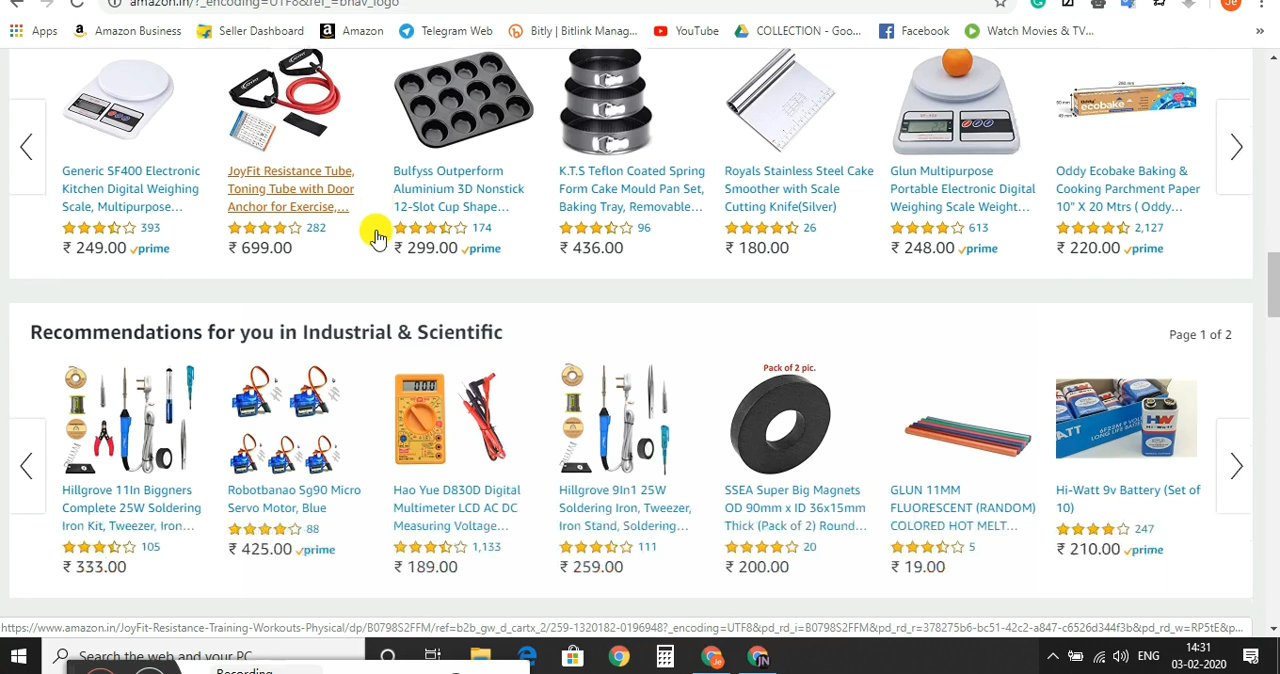 amazon.in/?_encoding=UTF8&ref_=bnav_logo
Apps Amazon Business Seller Dashboard Amazon Telegram Web Bitly | Bitlink Manag... YouTube COLLECTION - Goo... Facebook Watch Movies & TV... »
Generic SF400 Electronic
Kitchen Digital Weighing
Scale, Multipurpose...
393
₹ 249.00 prime
JoyFit Resistance Tube,
Toning Tube with Door
Anchor for Exercise,...
282
₹ 699.00
Bulfyss Outperform
Aluminium 3D Nonstick
12-Slot Cup Shape...
174
₹ 299.00 prime
K.T.S Teflon Coated Spring
Form Cake Mould Pan Set,
Baking Tray, Removable...
96
₹ 436.00
Royals Stainless Steel Cake
Smoother with Scale
Cutting Knife(Silver)
26
₹ 180.00
Glun Multipurpose
Portable Electronic Digital
Weighing Scale Weight...
613
₹ 248.00 prime
ecobake
Oddy Ecobake Baking &
Cooking Parchment Paper
10" X 20 Mtrs ( Oddy...
2,127
₹ 220.00 prime
Recommendations for you in Industrial & Scientific
Page 1 of 2
Hillgrove 11In Biggners
Complete 25W Soldering
Iron Kit, Tweezer, Iron...
105
₹ 333.00
Robotbanao Sg90 Micro
Servo Motor, Blue
88
₹ 425.00 prime
Hao Yue D830D Digital
Multimeter LCD AC DC
Measuring Voltage...
1,133
₹ 189.00
Hillgrove 9In1 25W
Soldering Iron, Tweezer,
Iron Stand, Soldering...
111
₹ 259.00
Pack of 2 pic.
SSEA Super Big Magnets
OD 90mm x ID 36x15mm
Thick (Pack of 2) Round...
20
₹ 200.00
GLUN 11MM
FLUORESCENT (RANDOM)
COLORED HOT MELT...
5
₹ 19.00
HW
Hi-Watt 9v Battery (Set of
10)
247
₹ 210.00 prime
https://www.amazon.in/JoyFit-Resistance-Training-Workouts-Physical/dp/B0798S2FFM/ref=b2b_gw_d_cartx_2/259-1320182-0196948?_encoding=UTF8&pd_rd_i=B0798S2FFM&pd_rd_r=378275b6-bc51-42c2-a847-c6526d344f3b&pd_rd_w=RP5tE&p...
Search the web and your PC
ENG
14:31
03-02-2020
Recording